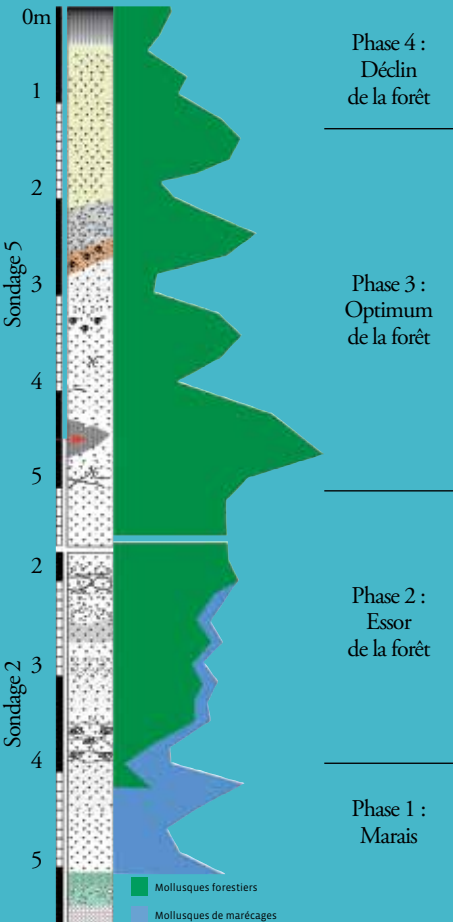 0m
1
2
3
4
5
Sondage 5
2
3
4
5
Sondage 2
Phase 4 :
Déclin
de la forêt
Phase 3 :
Optimum
de la forêt
Phase 2 :
Essor
de la forêt
Phase 1 :
Marais
Mollusques forestiers
Mollusques de marécages